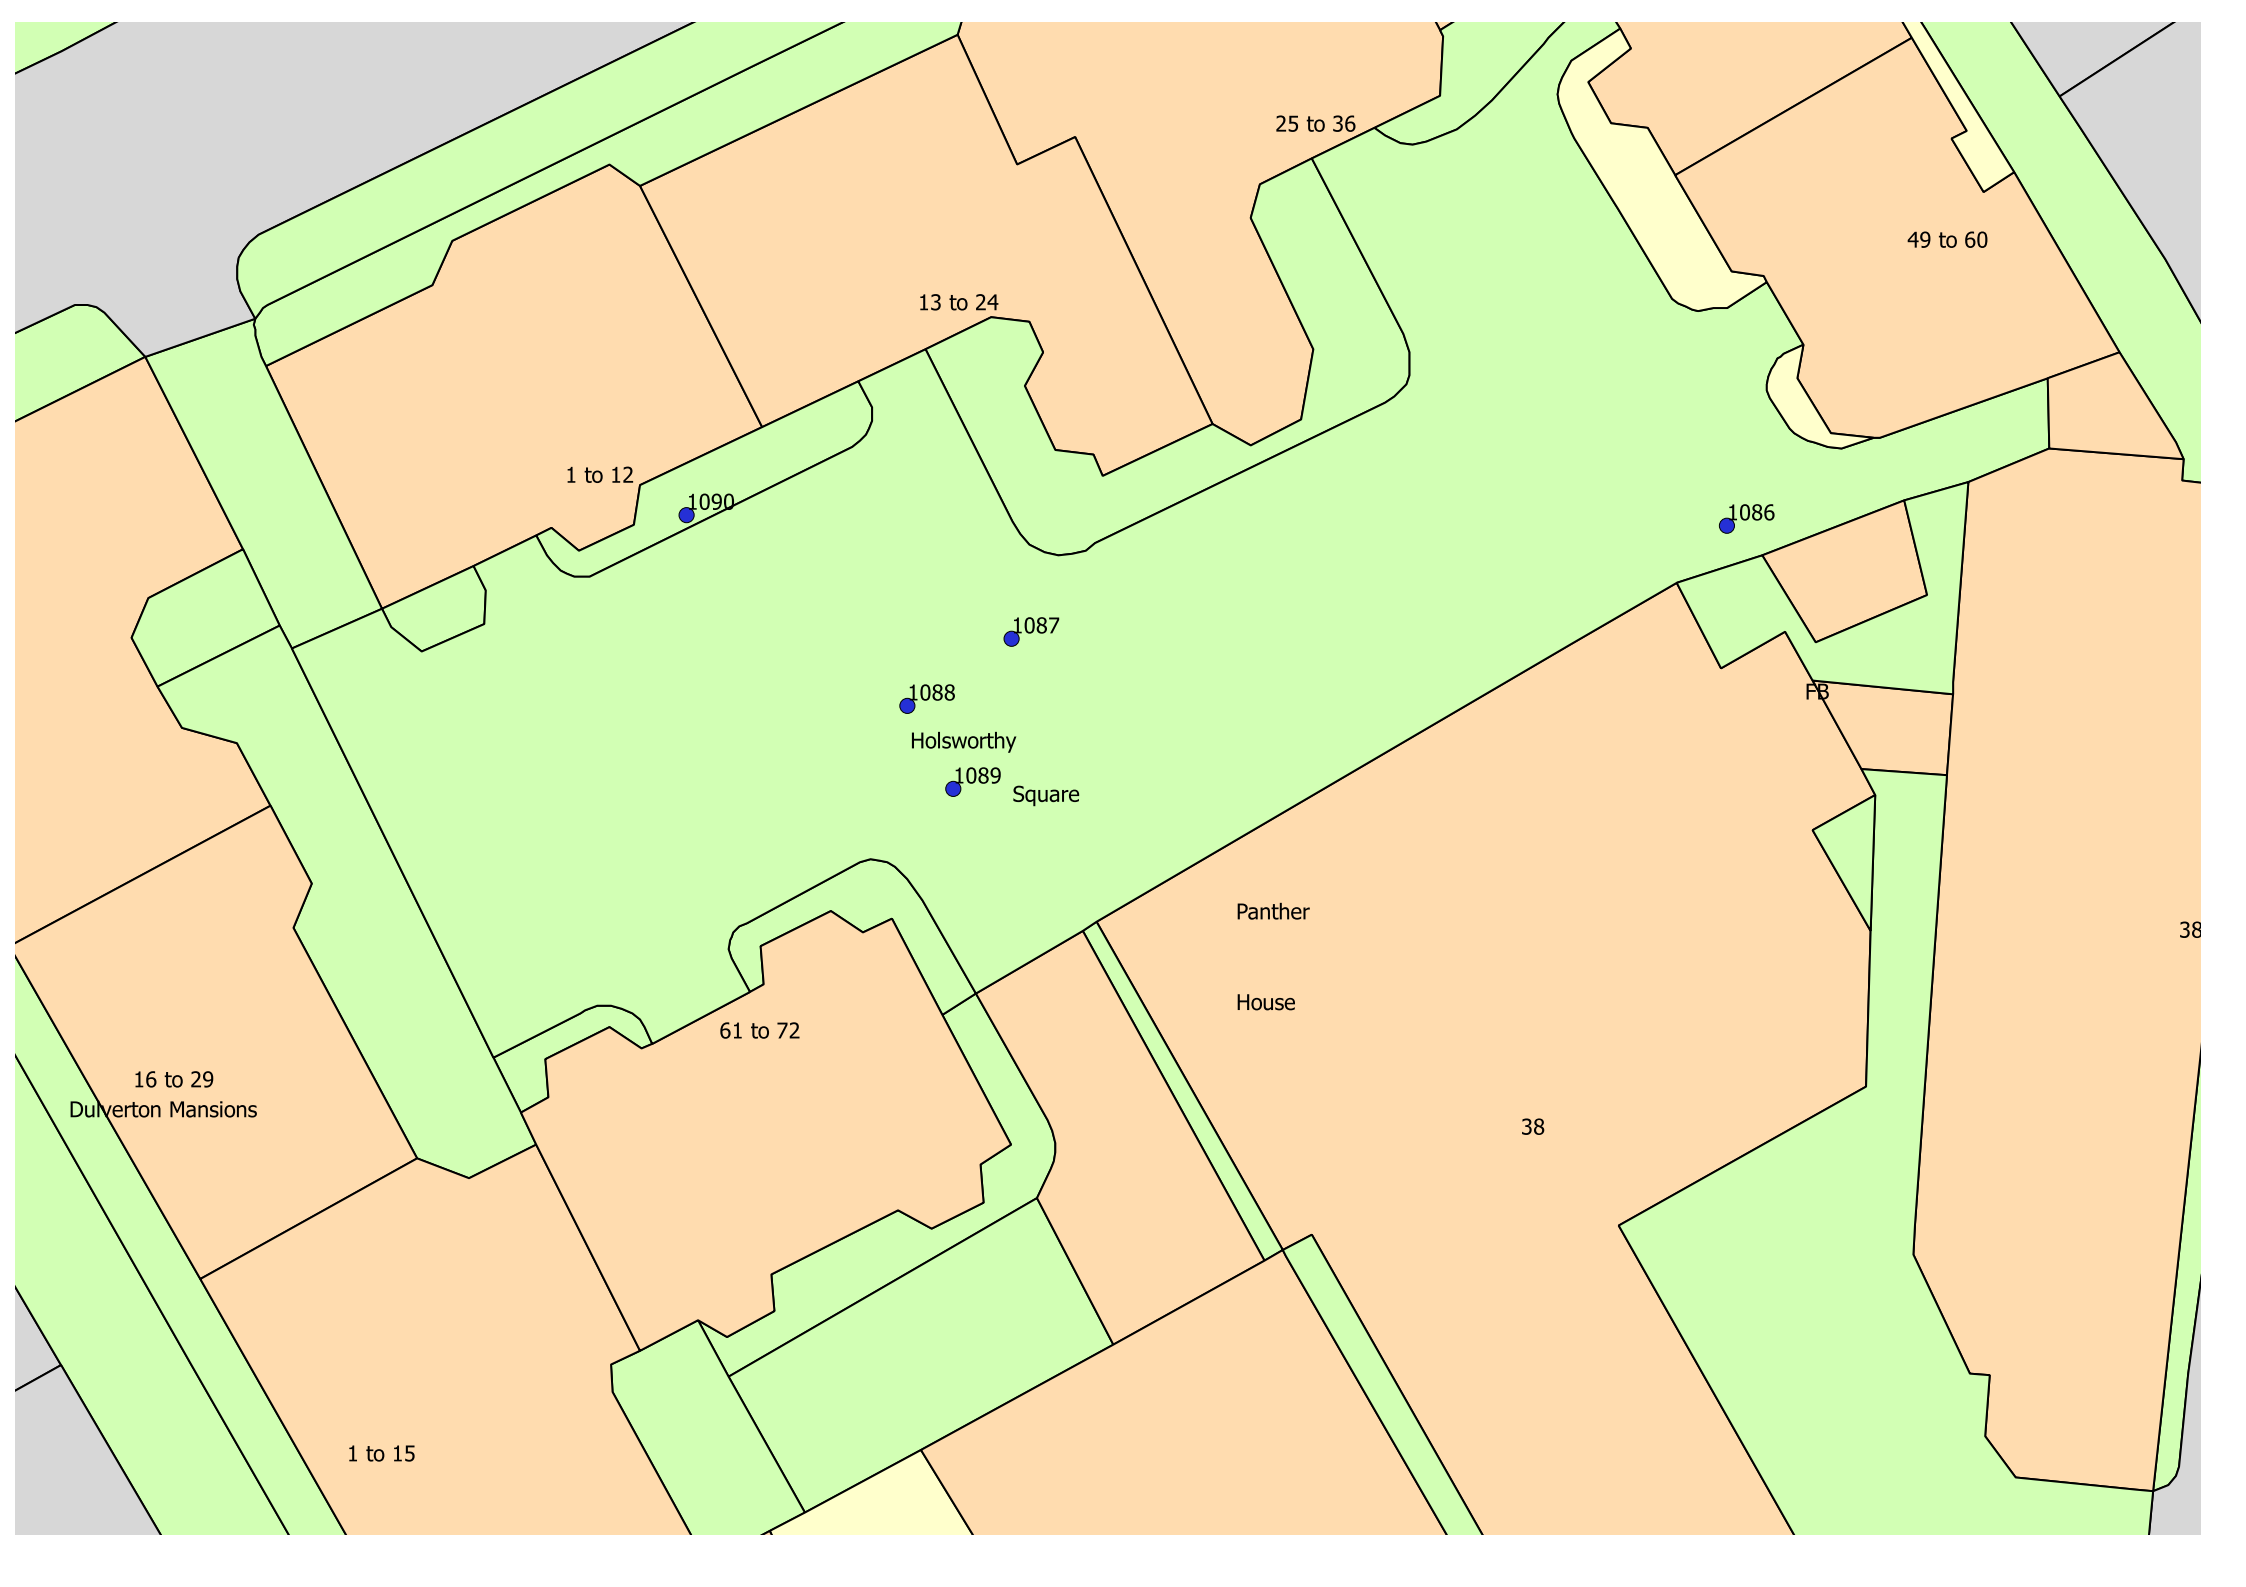 25 to 36
49 to 60
13 to 24
1 to 12
1090
1086
1087
1088
FB
Holsworthy
1089
Square
Panther
38
House
61 to 72
16 to 29
Dulverton Mansions
38
1 to 15